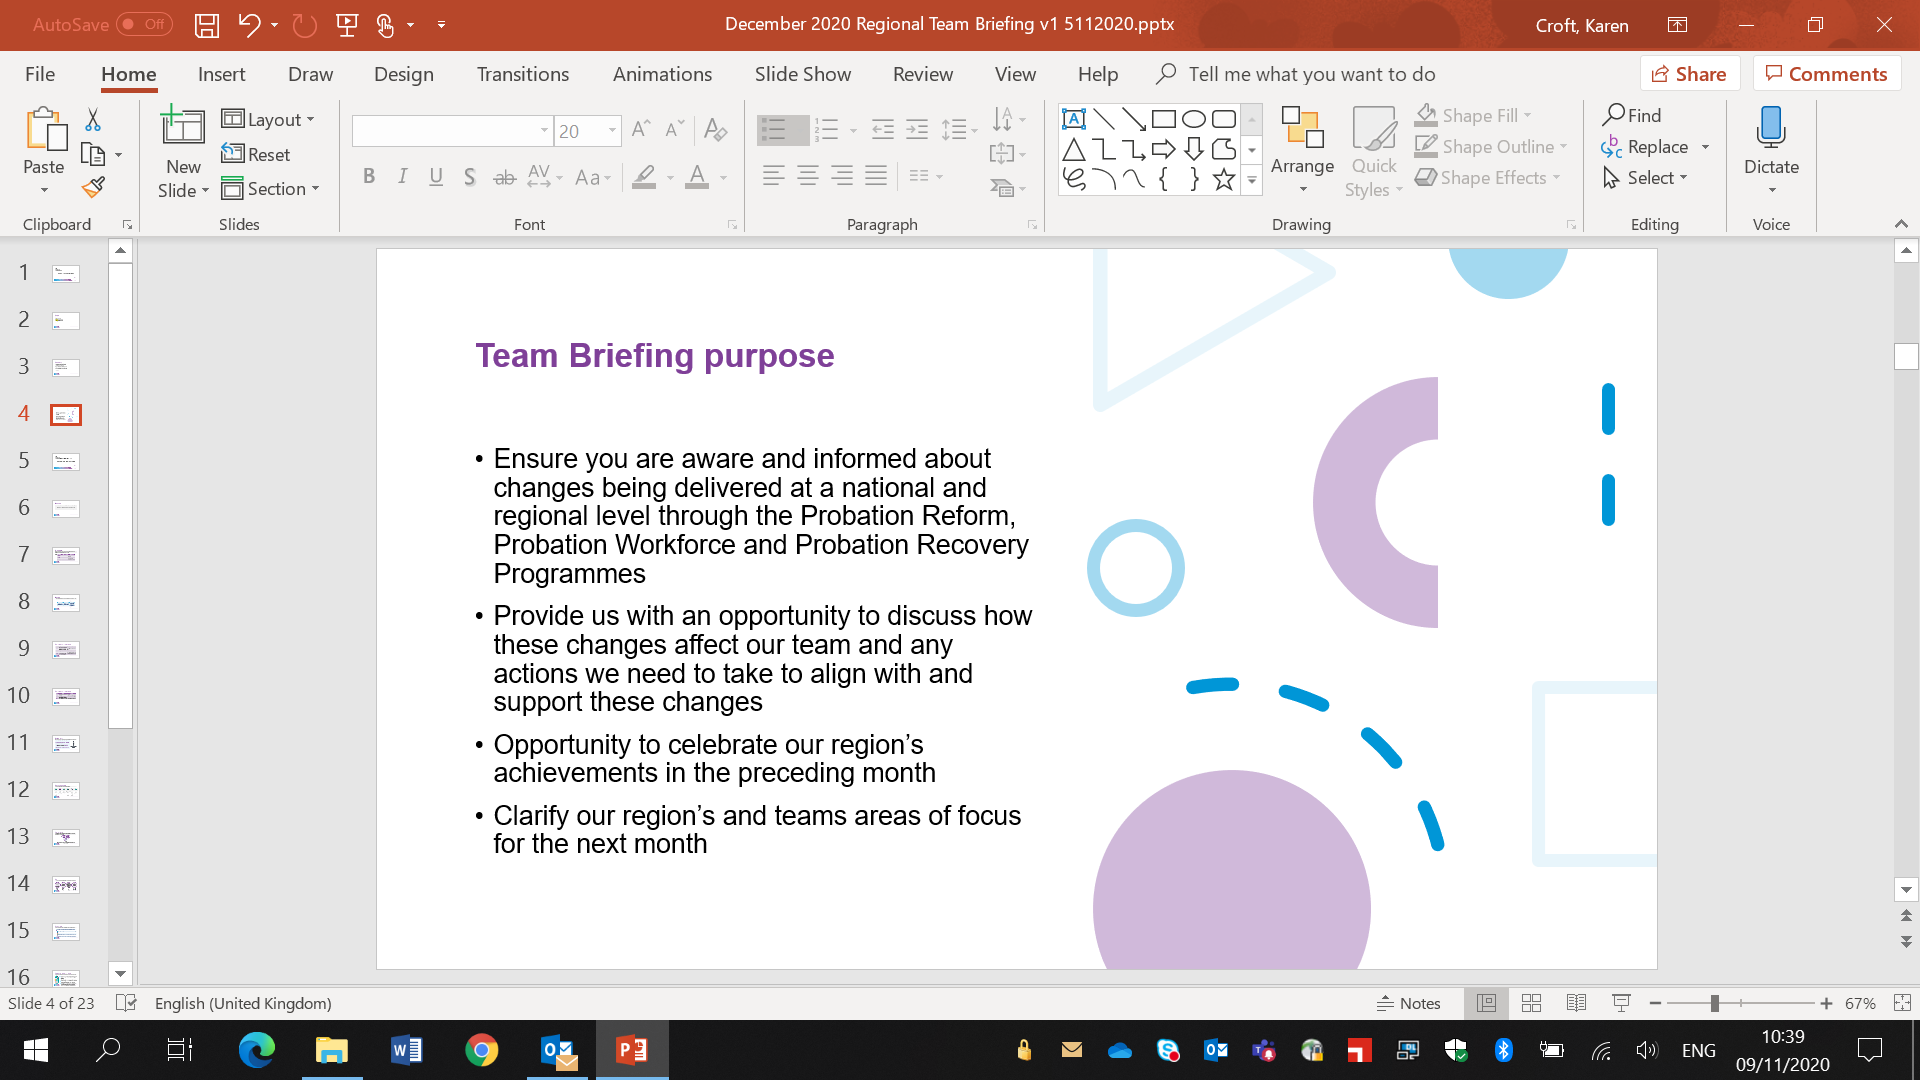 AutoSave Off
December 2020 Regional Team Briefing v1 5112020.pptx
Croft, Karen
File Home Insert Draw Design Transitions Animations Slide Show Review View Help Tell me what you want to do Share Comments
Paste
Clipboard
New
Slide
Layout
Reset
Section
Slides
20
B I U S ab AV Aa A
Font
Paragraph
Arrange
Quick
Styles
Shape Fill
Shape Outline
Shape Effects
Drawing
Find
Replace
Select
Editing
Dictate
Voice
1
2
3
4
5
6
7
8
9
10
11
12
13
14
15
16
Team Briefing purpose
• Ensure you are aware and informed about
changes being delivered at a national and
regional level through the Probation Reform,
Probation Workforce and Probation Recovery
Programmes
• Provide us with an opportunity to discuss how
these changes affect our team and any
actions we need to take to align with and
support these changes
• Opportunity to celebrate our region’s
achievements in the preceding month
• Clarify our region’s and teams areas of focus
for the next month
Slide 4 of 23
English (United Kingdom)
Notes
67%
ENG
10:39
09/11/2020